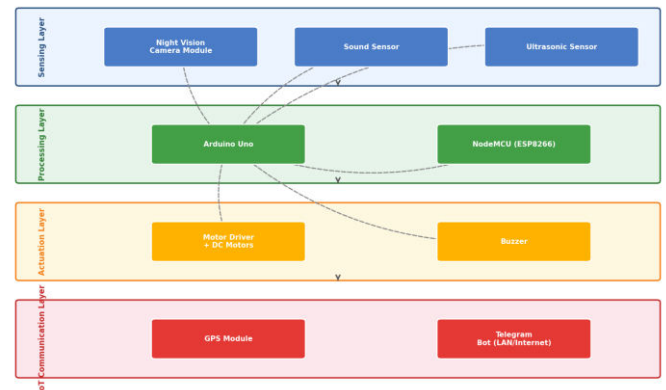 Sensing Layer
Night Vision
Camera Module
Sound Sensor
Ultrasonic Sensor
Processing Layer
Arduino Uno
NodeMCU (ESP8266)
Actuation Layer
Motor Driver
+ DC Motors
Buzzer
oT Communication Layer
GPS Module
Telegram
Bot (LAN/Internet)